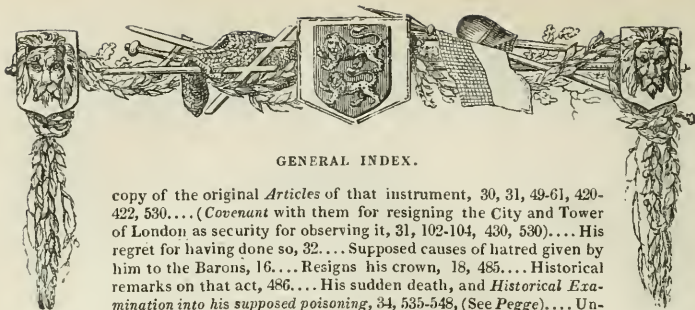 GENERAL INDEX.
copy of the original Articles of that instrument, 30, 31, 49-61, 420-
422, 530.... (Covenant with them for resigning the City and Tower
of London as security for observing it, 31, 102-104, 430, 530).... His
regret for having done so, 32.... Supposed causes of hatred given by
him to the Barons, 16.... Resigns his crown, 18, 485.... Historical
remarks on that act, 486.... His sudden death, and Historical Exa-
mination into his supposed poisoning, 34, 535-548, (See Pegge).... Un-